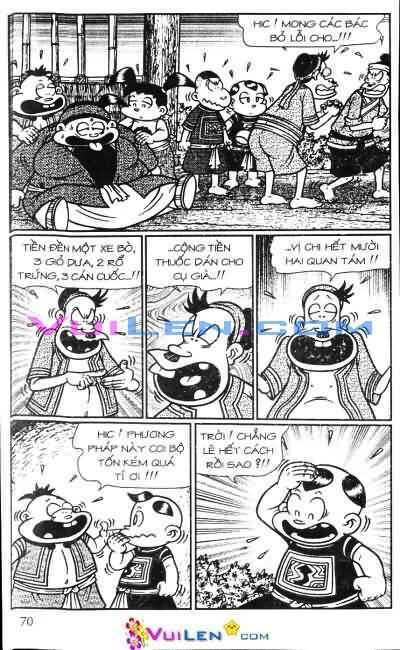 HIC ! MONG CÁC BÁC
BỎ LỖI CHO..!!!
TIỀN ĐỀN MỘT XE BÒ,
3 GIỎ DƯA, 2 RỔ
TRỨNG, 3 CÁN CUỐC...!!
...CỘNG TIỀN
THUỐC DÁN CHO
CỤ GIÀ...!!
...VỊ CHI HẾT MƯỜI
HAI QUAN TÁM !!
VUILEN.COM
HIC ! PHƯƠNG
PHÁP NÀY COI BỘ
TỐN KÉM QUÁ
TÍ ƠI !!!
TRỜI ! CHẲNG
LẼ HẾT CÁCH
RỒI SAO ?!!
70
VUILEN COM